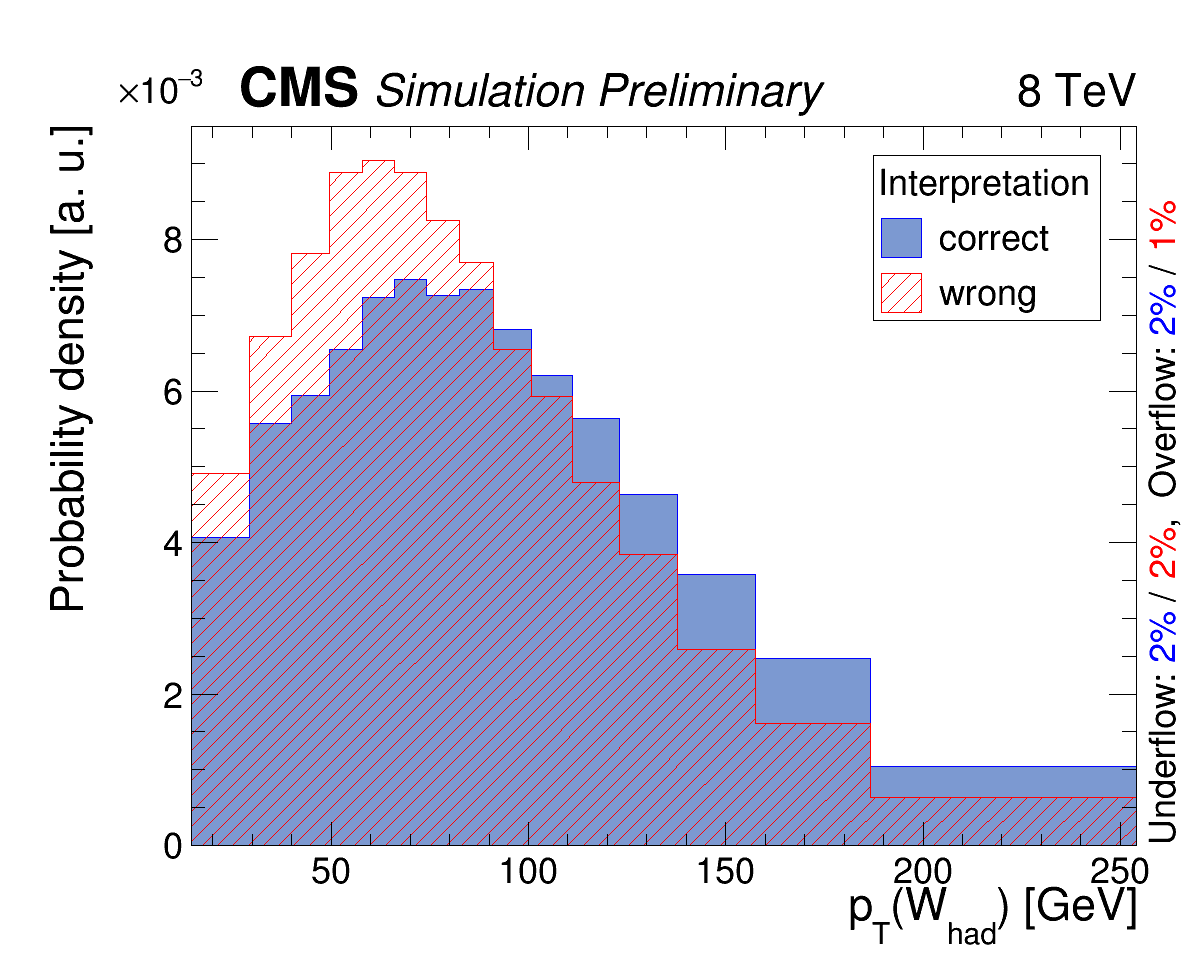 ×10⁻³ CMS Simulation Preliminary 8 TeV
Probability density [a. u.]
8
6
4
2
0
Interpretation
correct
wrong
Underflow: 2% / 2%, Overflow: 2% / 1%
50 100 150 200 250
p_T(W_had) [GeV]